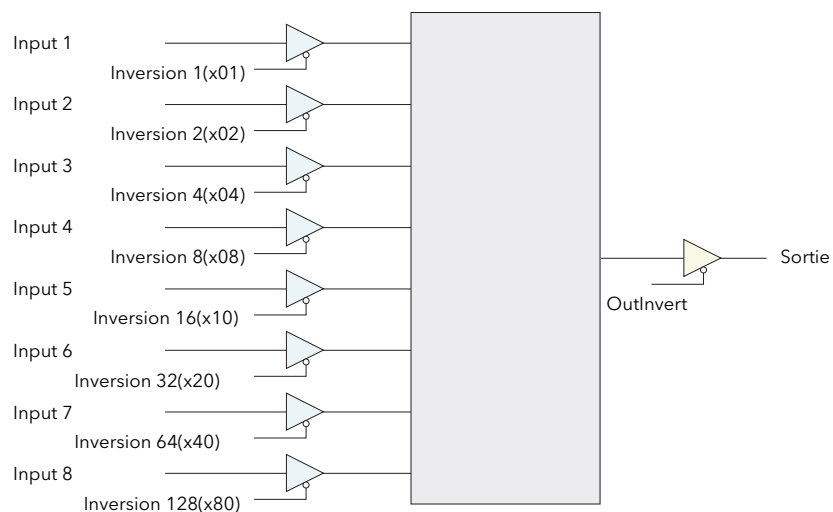 Input 1
Inversion 1(x01)
Input 2
Inversion 2(x02)
Input 3
Inversion 4(x04)
Input 4
Inversion 8(x08)
Input 5
Inversion 16(x10)
Input 6
Inversion 32(x20)
Input 7
Inversion 64(x40)
Input 8
Inversion 128(x80)
Sortie
OutInvert